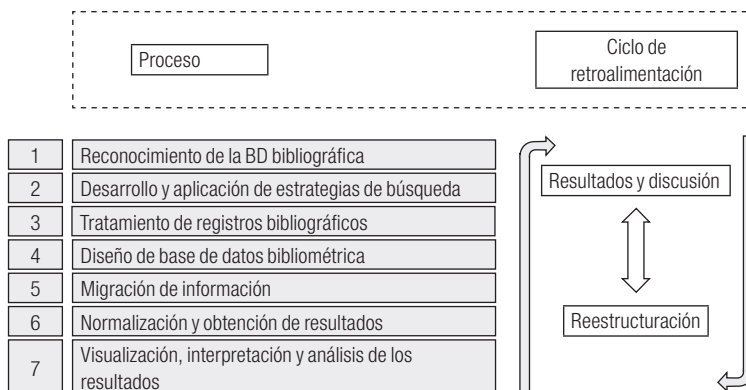 Proceso
Ciclo de
retroalimentación
1 Reconocimiento de la BD bibliográfica
2 Desarrollo y aplicación de estrategias de búsqueda
3 Tratamiento de registros bibliográficos
4 Diseño de base de datos bibliométrica
5 Migración de información
6 Normalización y obtención de resultados
7 Visualización, interpretación y análisis de los
resultados
Resultados y discusión
Reestructuración